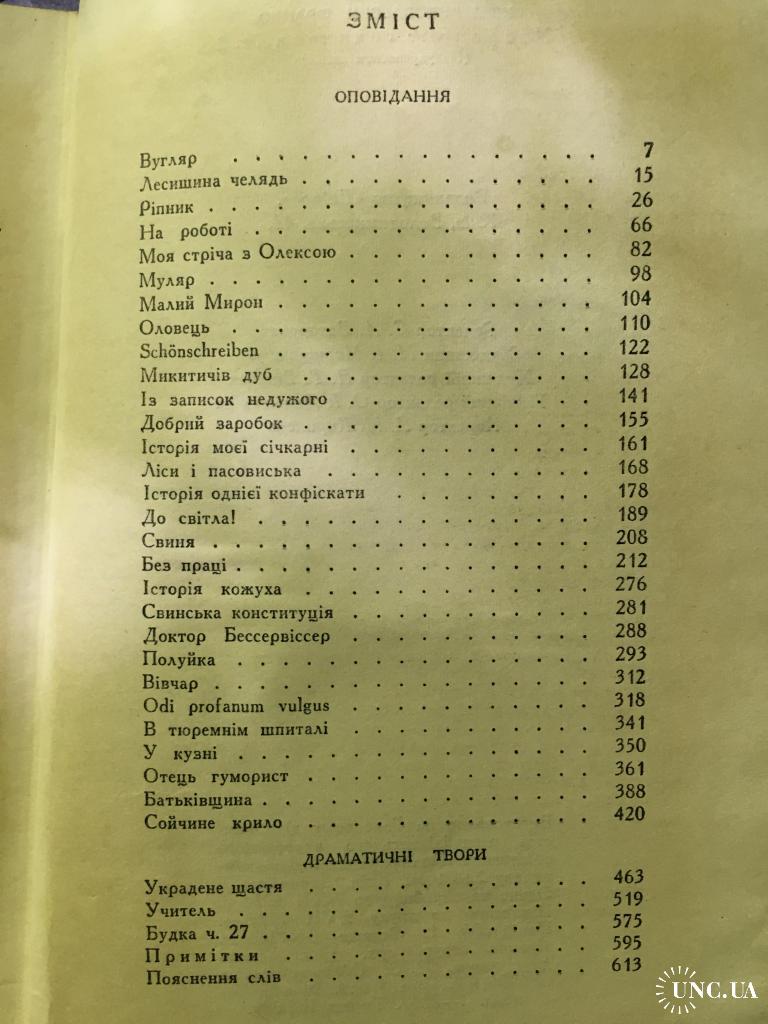 ЗМІСТ
ОПОВІДАННЯ
Вугляр . . . . . . . . . . . . . . . . 7
Лесишина челядь . . . . . . . . . . . . . 15
Ріпник . . . . . . . . . . . . . . . . . 26
На роботі . . . . . . . . . . . . . . . 66
Моя стріча з Олексою . . . . . . . . . . . 82
Муляр . . . . . . . . . . . . . . . . . 98
Малий Мирон . . . . . . . . . . . . . . 104
Оловець . . . . . . . . . . . . . . . . 110
Schönschreiben . . . . . . . . . . . . . . 122
Микитичів дуб . . . . . . . . . . . . . 128
Із записок недужого . . . . . . . . . . . 141
Добрий заробок . . . . . . . . . . . . . 155
Історія моєї січкарні . . . . . . . . . . . 161
Ліси і пасовиська . . . . . . . . . . . . 168
Історія однієї конфіскати . . . . . . . . . 178
До світла! . . . . . . . . . . . . . . . 189
Свиня . . . . . . . . . . . . . . . . . 208
Без праці . . . . . . . . . . . . . . . 212
Історія кожуха . . . . . . . . . . . . . 276
Свинська конституція . . . . . . . . . . . 281
Доктор Бессервіссер . . . . . . . . . . . 288
Полуйка . . . . . . . . . . . . . . . . 293
Вівчар . . . . . . . . . . . . . . . . . 312
Odi profanum vulgus . . . . . . . . . . . 318
В тюремнім шпиталі . . . . . . . . . . . 341
У кузні . . . . . . . . . . . . . . . . 350
Отець гуморист . . . . . . . . . . . . . 361
Батьківщина . . . . . . . . . . . . . . . 388
Сойчине крило . . . . . . . . . . . . . 420
ДРАМАТИЧНІ ТВОРИ
Украдене щастя . . . . . . . . . . . . . 463
Учитель . . . . . . . . . . . . . . . . 519
Будка ч. 27 . . . . . . . . . . . . . . . 575
Примітки . . . . . . . . . . . . . . 595
Пояснення слів . . . . . . . . . . . . . 613
UNC.UA